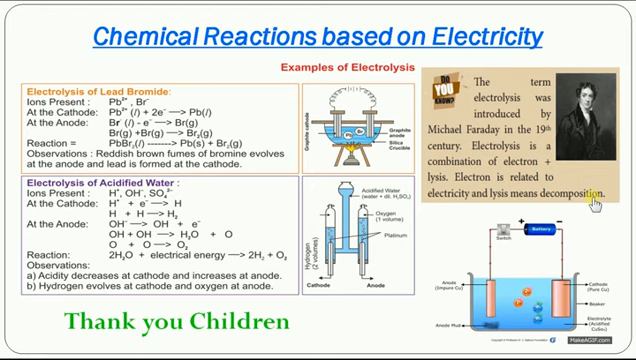 Chemical Reactions based on Electricity
Examples of Electrolysis
Electrolysis of Lead Bromide
Ions Present : Pb²⁺ , Br⁻
At the Cathode : Pb²⁺(l) + 2e⁻ —> Pb(l)
At the Anode : Br⁻(l) - e⁻ —> Br(g)
Br(g) +Br(g) —> Br₂(g)
Reaction = PbBr₂(l) -------> Pb(s) + Br₂(g)
Observations : Reddish brown fumes of bromine evolves
at the anode and lead is formed at the cathode.
Graphite cathode
Pb
Br
Graphite
anode
Silica
Crucible
DO
YOU
KNOW?
The term
electrolysis was
introduced by
Michael Faraday in the 19th
century. Electrolysis is a
combination of electron +
lysis. Electron is related to
electricity and lysis means decomposition.
Electrolysis of Acidified Water :
Ions Present : H⁺, OH⁻, SO₄²⁻
At the Cathode : H⁺ + e⁻ —> H
H + H —> H₂
At the Anode : OH⁻ —> OH + e⁻
OH + OH —> H₂O + O
O + O —> O₂
Reaction: 2H₂O + electrical energy —> 2H₂ + O₂
Observations:
a) Acidity decreases at cathode and increases at anode.
b) Hydrogen evolves at cathode and oxygen at anode.
Acidified Water
(water + dil. H₂SO₄)
Oxygen
(1 volume)
Platinum
Hydrogen
(2 volumes)
Cathode
Anode
+
−
Switch
Battery
Anode
(Impure Cu)
Cathode
(Pure Cu)
Beaker
Electrolyte
(Acidified
CuSo₄)
Anode Mud
Thank you Children
MakeAGIF.com